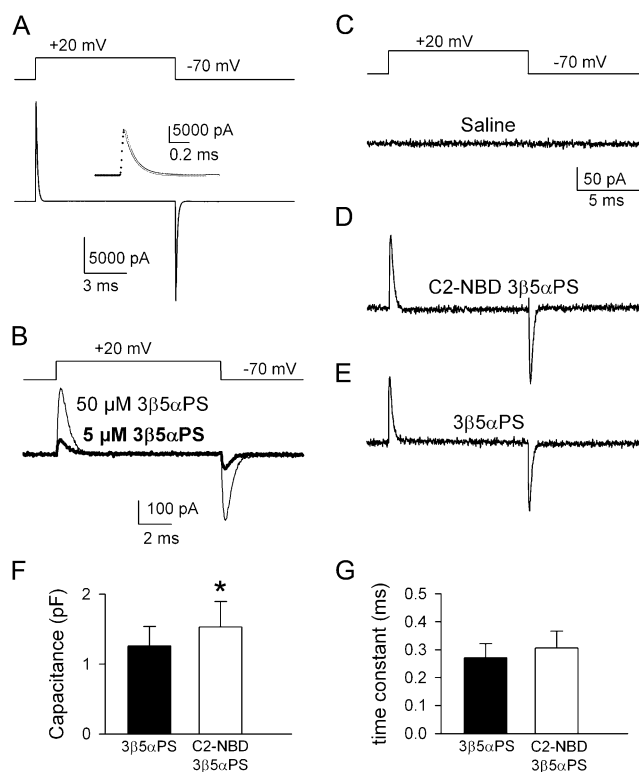 A
+20 mV
-70 mV
5000 pA
0.2 ms
5000 pA
3 ms
B
+20 mV
-70 mV
50 µM 3β5αPS
5 µM 3β5αPS
100 pA
2 ms
C
+20 mV
-70 mV
Saline
50 pA
5 ms
D
C2-NBD 3β5αPS
E
3β5αPS
F
Capacitance (pF)
2
1
0
*
3β5αPS
C2-NBD
3β5αPS
G
time constant (ms)
0.5
0.4
0.3
0.2
0.1
0.0
3β5αPS
C2-NBD
3β5αPS